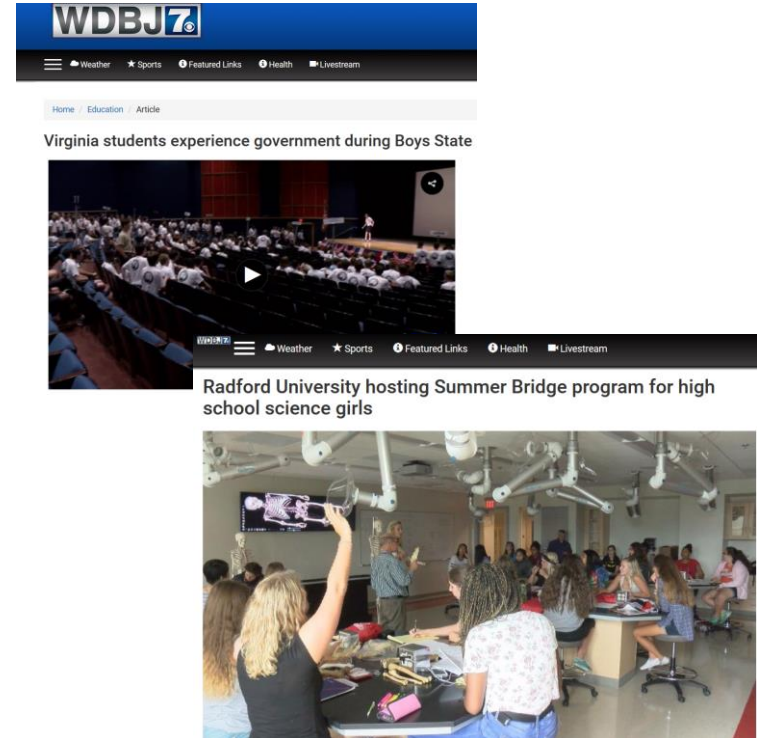 WDBJ7
Weather Sports Featured Links Health Livestream
Home / Education / Article
Virginia students experience government during Boys State
WDBJ7 Weather Sports Featured Links Health Livestream
Radford University hosting Summer Bridge program for high
school science girls